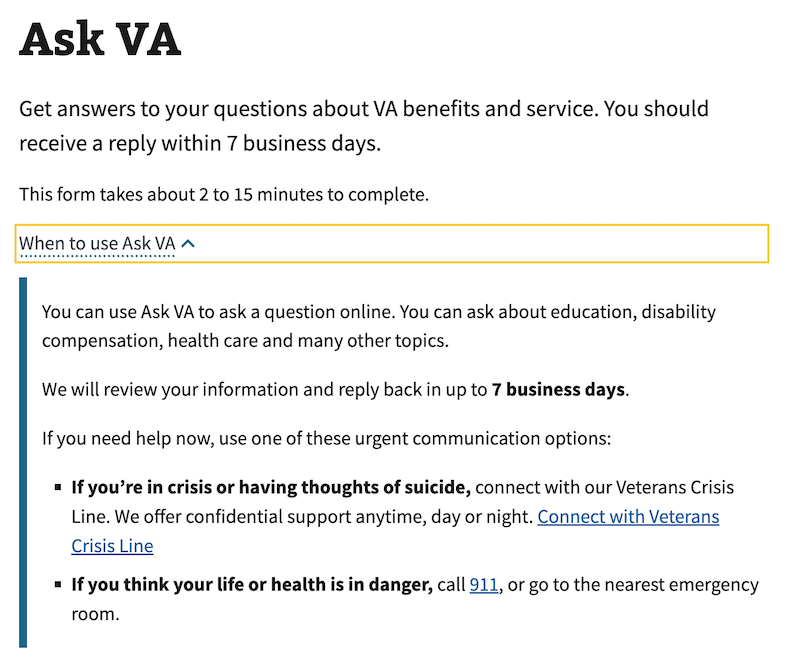 Ask VA
Get answers to your questions about VA benefits and service. You should
receive a reply within 7 business days.
This form takes about 2 to 15 minutes to complete.
When to use Ask VA
You can use Ask VA to ask a question online. You can ask about education, disability
compensation, health care and many other topics.
We will review your information and reply back in up to 7 business days.
If you need help now, use one of these urgent communication options:
▪ If you’re in crisis or having thoughts of suicide, connect with our Veterans Crisis
Line. We offer confidential support anytime, day or night. Connect with Veterans
Crisis Line
▪ If you think your life or health is in danger, call 911, or go to the nearest emergency
room.